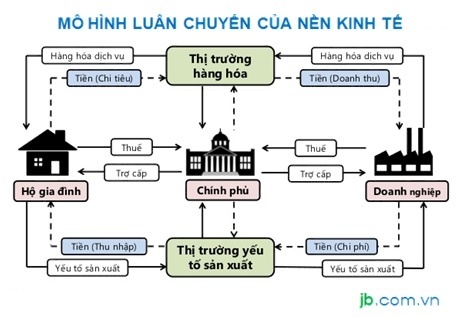 MÔ HÌNH LUÂN CHUYỂN CỦA NỀN KINH TẾ
Hàng hóa dịch vụ
Thị trường
hàng hóa
Hàng hóa dịch vụ
Tiền (Chi tiêu)
Tiền (Doanh thu)
Thuế
Thuế
Trợ cấp
Trợ cấp
Hộ gia đình
Chính phủ
Doanh nghiệp
Tiền (Thu nhập)
Thị trường yếu
tố sản xuất
Tiền (Chi phí)
Yếu tố sản xuất
Yếu tố sản xuất
jb.com.vn